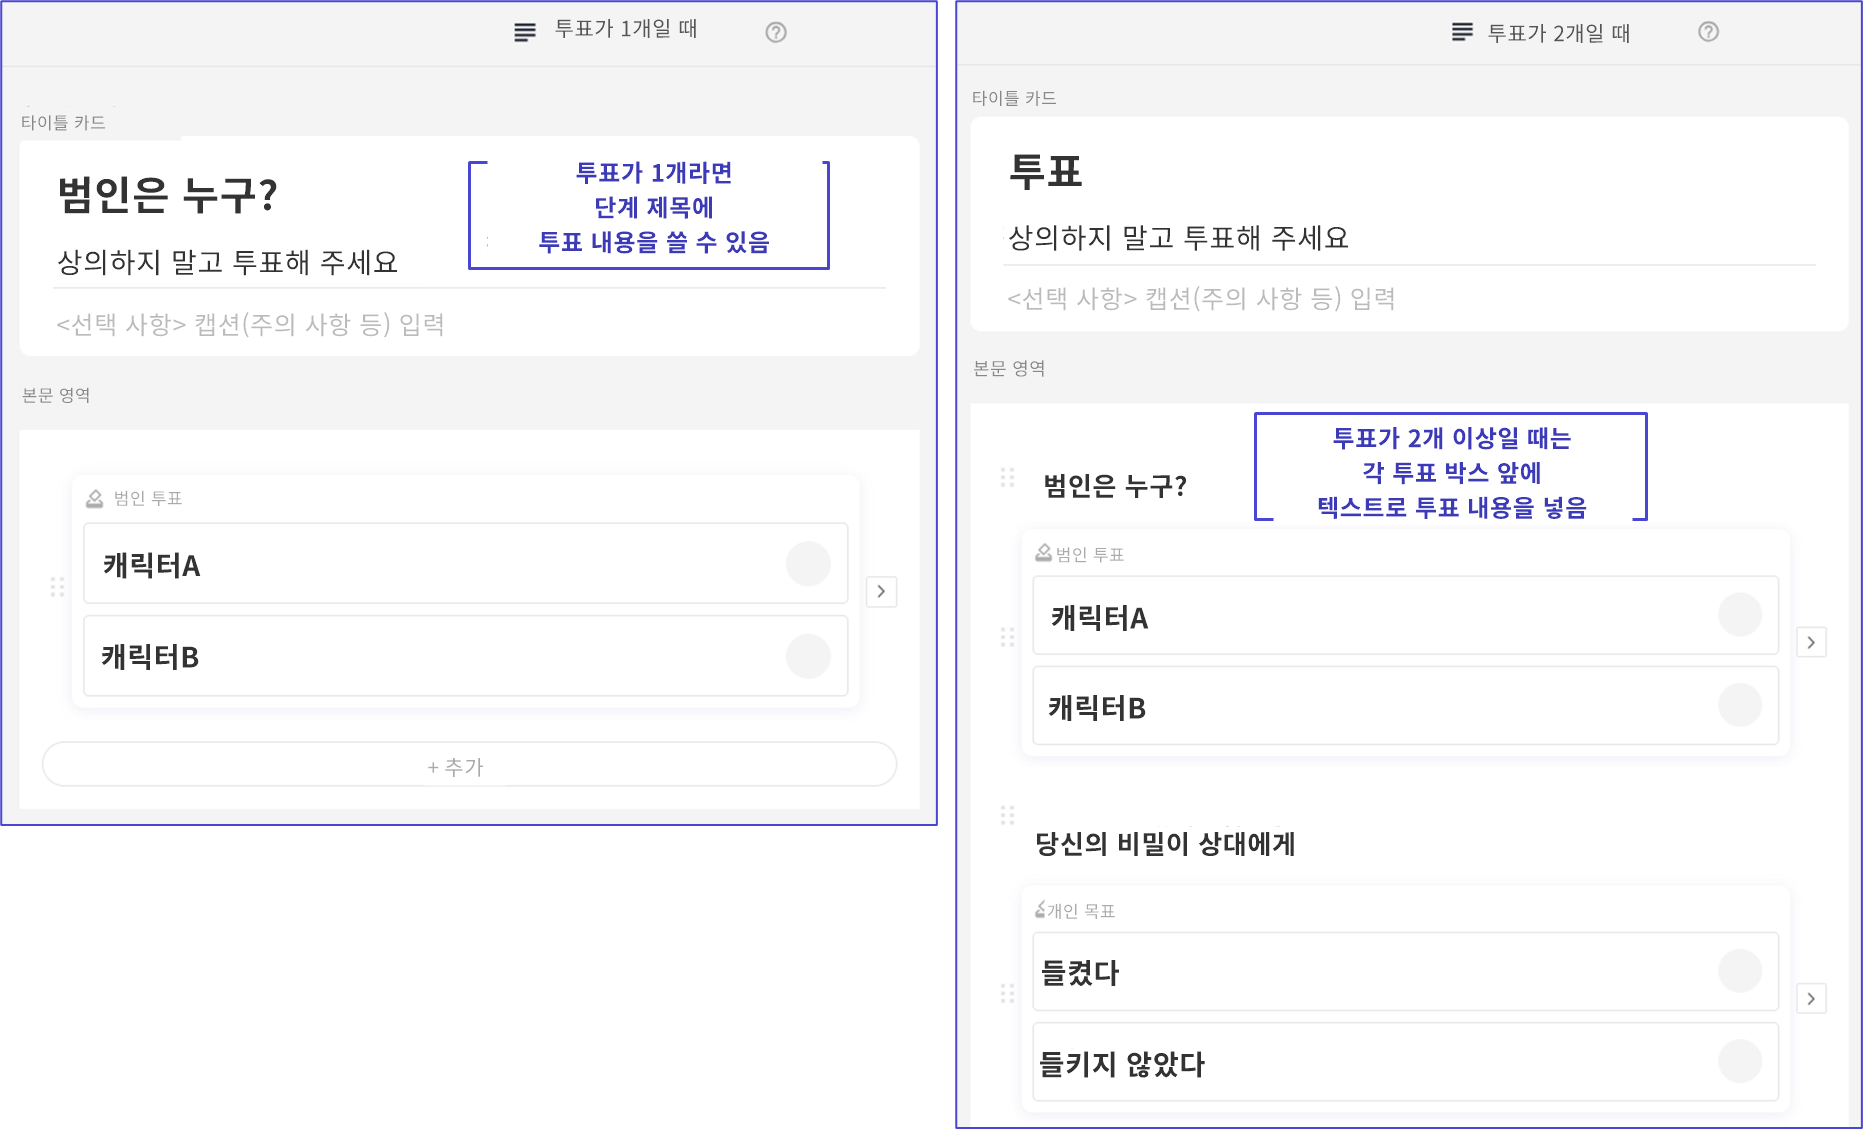 투표가 1개일 때
타이틀 카드
범인은 누구?
상의하지 말고 투표해 주세요
<선택 사항> 캡션(주의 사항 등) 입력
투표가 1개라면
단계 제목에
투표 내용을 쓸 수 있음
본문 영역
범인 투표
캐릭터A
캐릭터B
+ 추가
투표가 2개일 때
타이틀 카드
투표
상의하지 말고 투표해 주세요
<선택 사항> 캡션(주의 사항 등) 입력
본문 영역
투표가 2개 이상일 때는
각 투표 박스 앞에
텍스트로 투표 내용을 넣음
범인은 누구?
범인 투표
캐릭터A
캐릭터B
당신의 비밀이 상대에게
개인 목표
들켰다
들키지 않았다